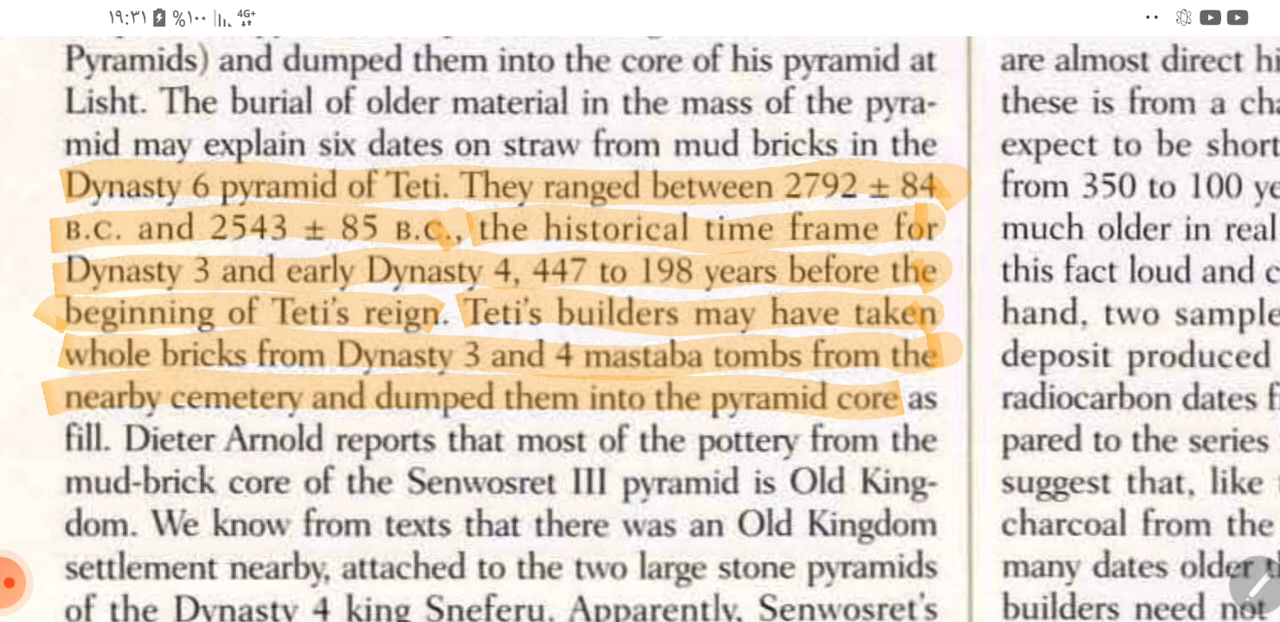 ۱۹:۳۱ %۱۰۰ 4G+
Pyramids) and dumped them into the core of his pyramid at
Lisht. The burial of older material in the mass of the pyra-
mid may explain six dates on straw from mud bricks in the
Dynasty 6 pyramid of Teti. They ranged between 2792 ± 84
B.C. and 2543 ± 85 B.C., the historical time frame for
Dynasty 3 and early Dynasty 4, 447 to 198 years before the
beginning of Teti's reign. Teti's builders may have taken
whole bricks from Dynasty 3 and 4 mastaba tombs from the
nearby cemetery and dumped them into the pyramid core as
fill. Dieter Arnold reports that most of the pottery from the
mud-brick core of the Senwosret III pyramid is Old King-
dom. We know from texts that there was an Old Kingdom
settlement nearby, attached to the two large stone pyramids
of the Dynasty 4 king Sneferu. Apparently, Senwosret's
are almost direct
these is from a
expect to be short
from 350 to 100
much older in real
this fact loud and
hand, two sample
deposit produced
radiocarbon dates
pared to the series
suggest that, like
charcoal from the
many dates older
builders need not